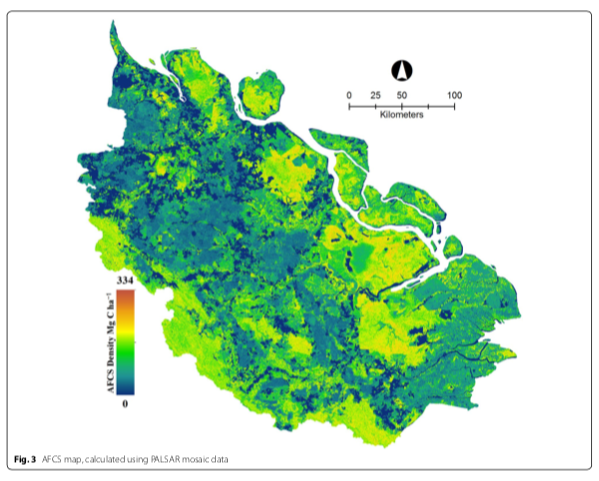 0 25 50 100
Kilometers
334
AFCS Density Mg C ha⁻¹
0
Fig. 3 AFCS map, calculated using PALSAR mosaic data